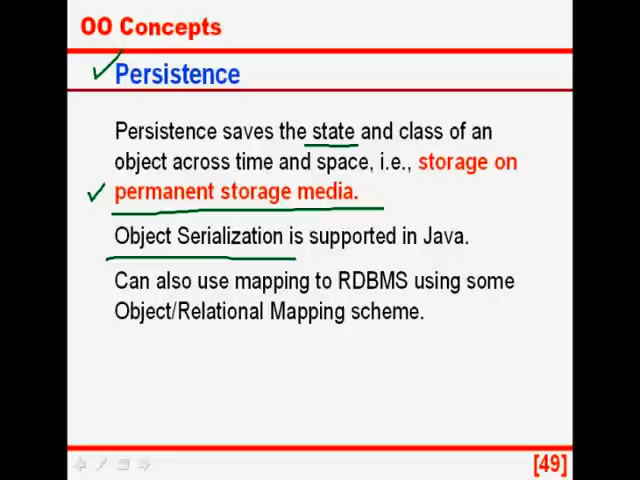 OO Concepts
Persistence
Persistence saves the state and class of an
object across time and space, i.e., storage on
permanent storage media.
Object Serialization is supported in Java.
Can also use mapping to RDBMS using some
Object/Relational Mapping scheme.
[49]